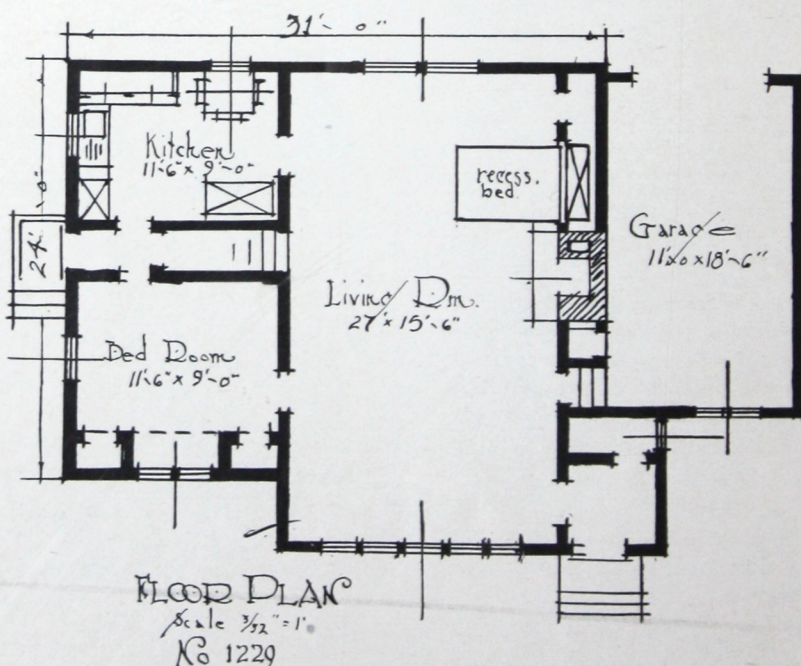 31'-0"
Kitchen
11'-6" x 9'-0"
recess.
bed.
24'-0"
Garage
11'-0 x 18'-6"
Living Rm.
27' x 15'-6"
Bed Room
11'-6" x 9'-0"
FLOOR PLAN
Scale 3/32" = 1'
No 1229